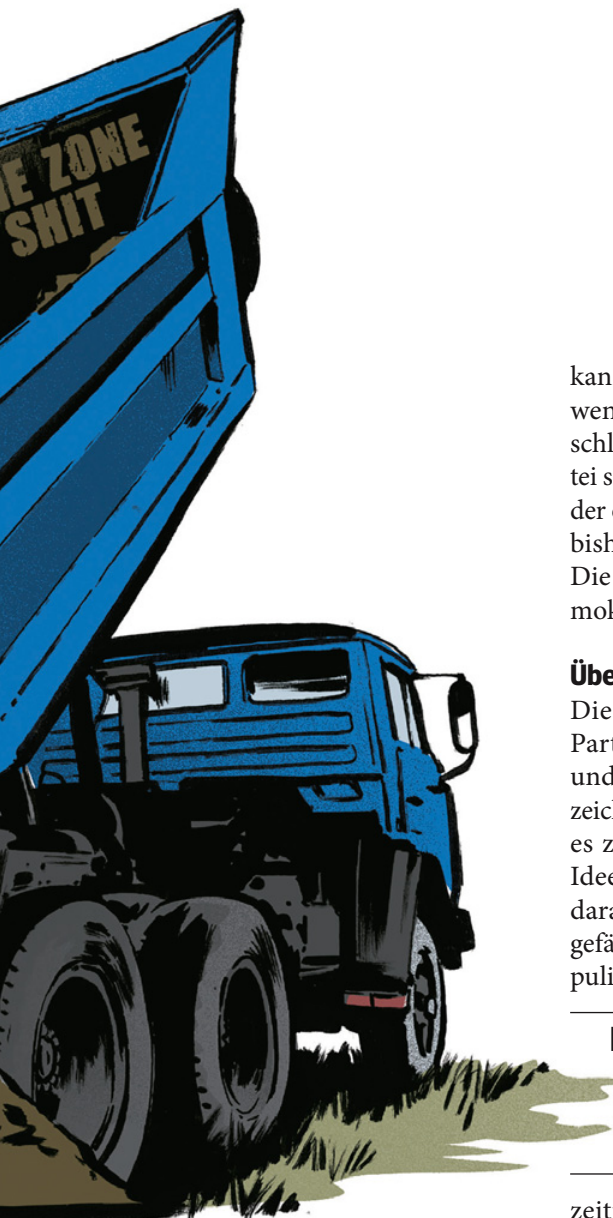 NE ZONE
SHIT
kan
wen
schl
tei s
der
bish
Die
mok
Übe
Die
Part
und
zeich
es z
Idee
dara
gefä
puli
zeit